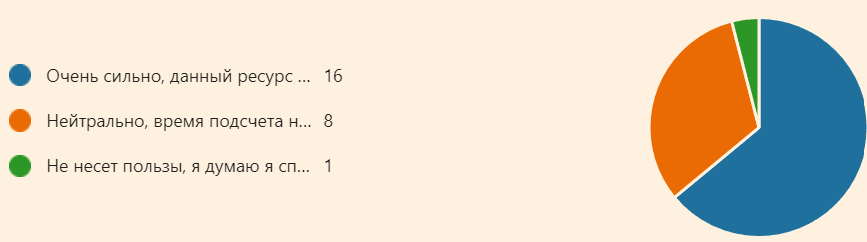 Очень сильно, данный ресурс ... 16
Нейтрально, время подсчета н... 8
Не несет пользы, я думаю я сп... 1